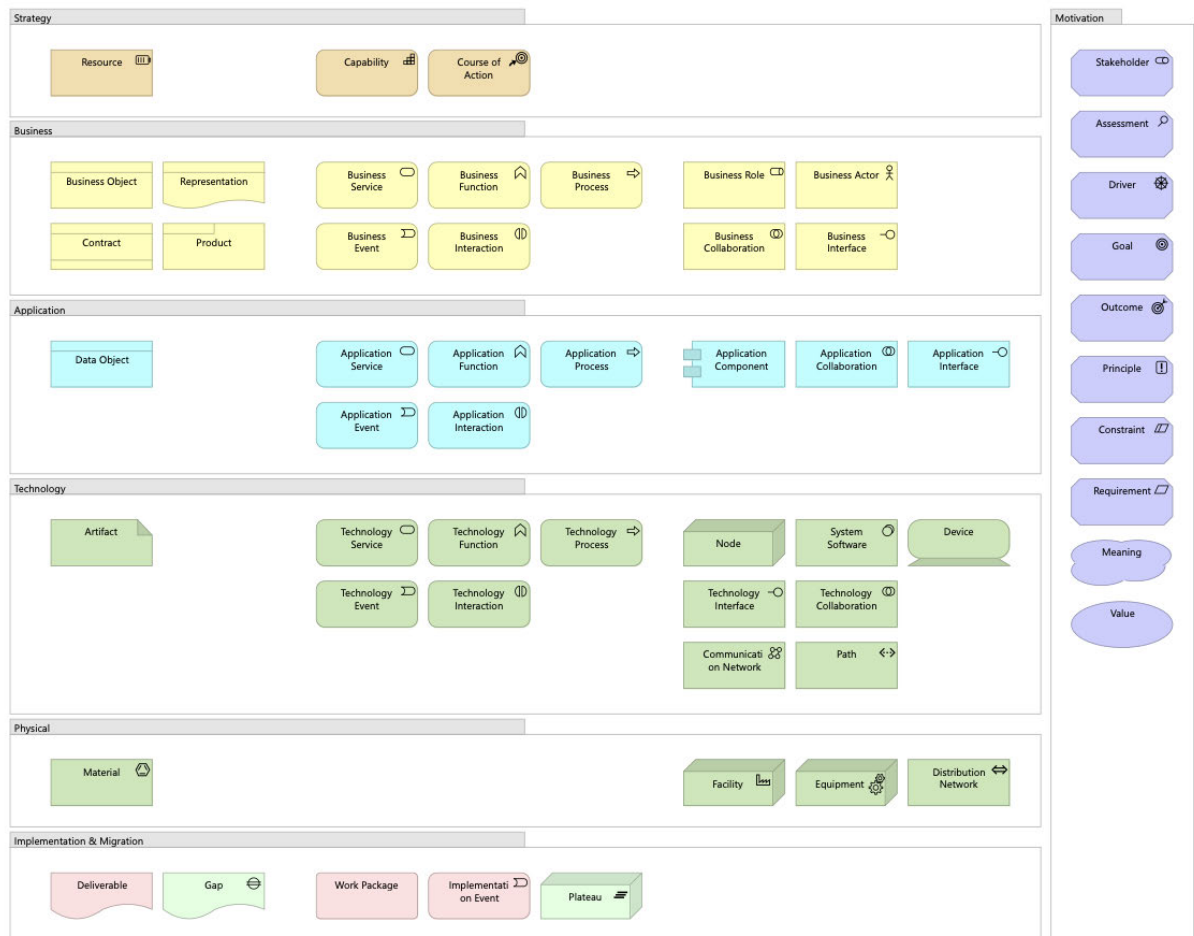 Strategy
Resource
Capability
Course of
Action
Business
Business Object
Representation
Business
Service
Business
Function
Business
Process
Business Role
Business Actor
Contract
Product
Business
Event
Business
Interaction
Business
Collaboration
Business
Interface
Application
Data Object
Application
Service
Application
Function
Application
Process
Application
Component
Application
Collaboration
Application
Interface
Application
Event
Application
Interaction
Technology
Artifact
Technology
Service
Technology
Function
Technology
Process
Node
System
Software
Device
Technology
Event
Technology
Interaction
Technology
Interface
Technology
Collaboration
Communicati
on Network
Path
Physical
Material
Facility
Equipment
Distribution
Network
Implementation & Migration
Deliverable
Gap
Work Package
Implementati
on Event
Plateau
Motivation
Stakeholder
Assessment
Driver
Goal
Outcome
Principle
Constraint
Requirement
Meaning
Value